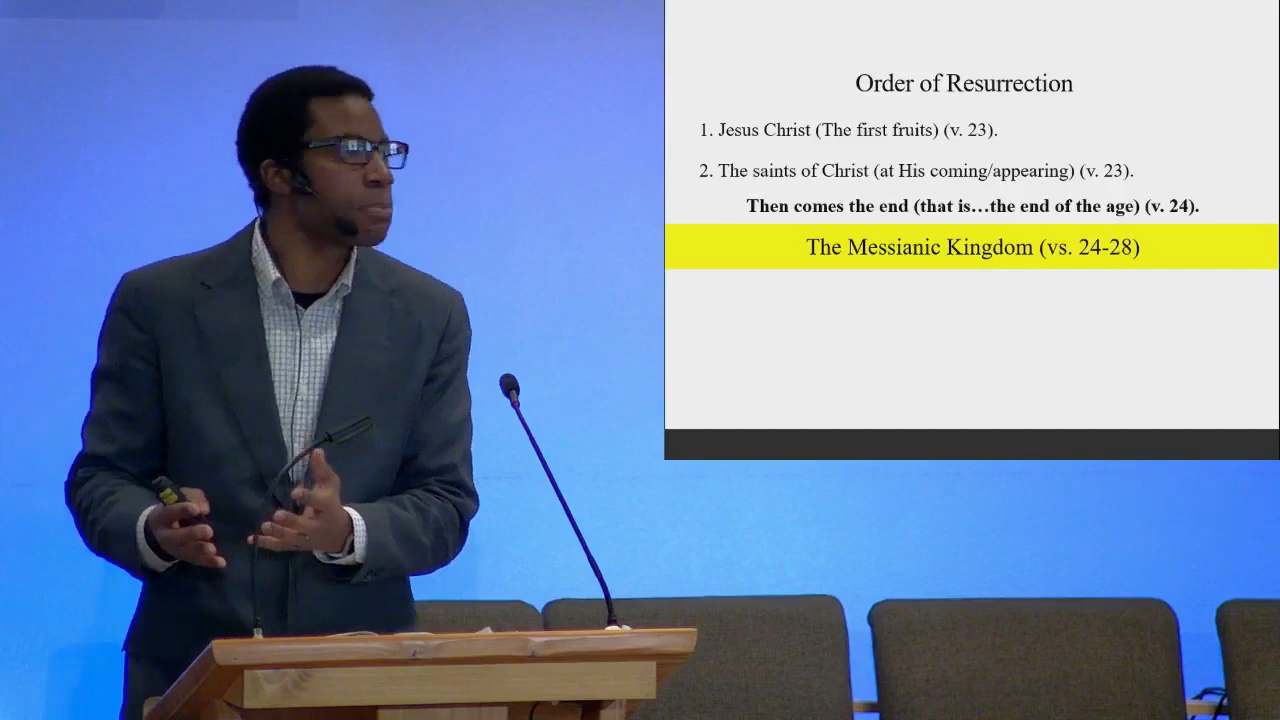 Order of Resurrection
1. Jesus Christ (The first fruits) (v. 23).
2. The saints of Christ (at His coming/appearing) (v. 23).
Then comes the end (that is…the end of the age) (v. 24).
The Messianic Kingdom (vs. 24-28)